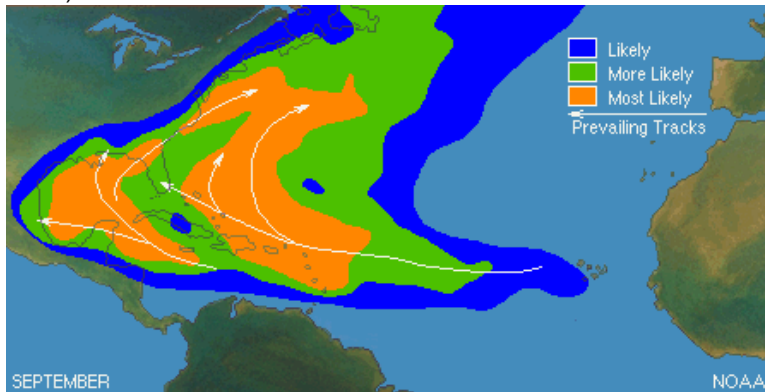 Likely
More Likely
Most Likely
Prevailing Tracks
SEPTEMBER
NOAA